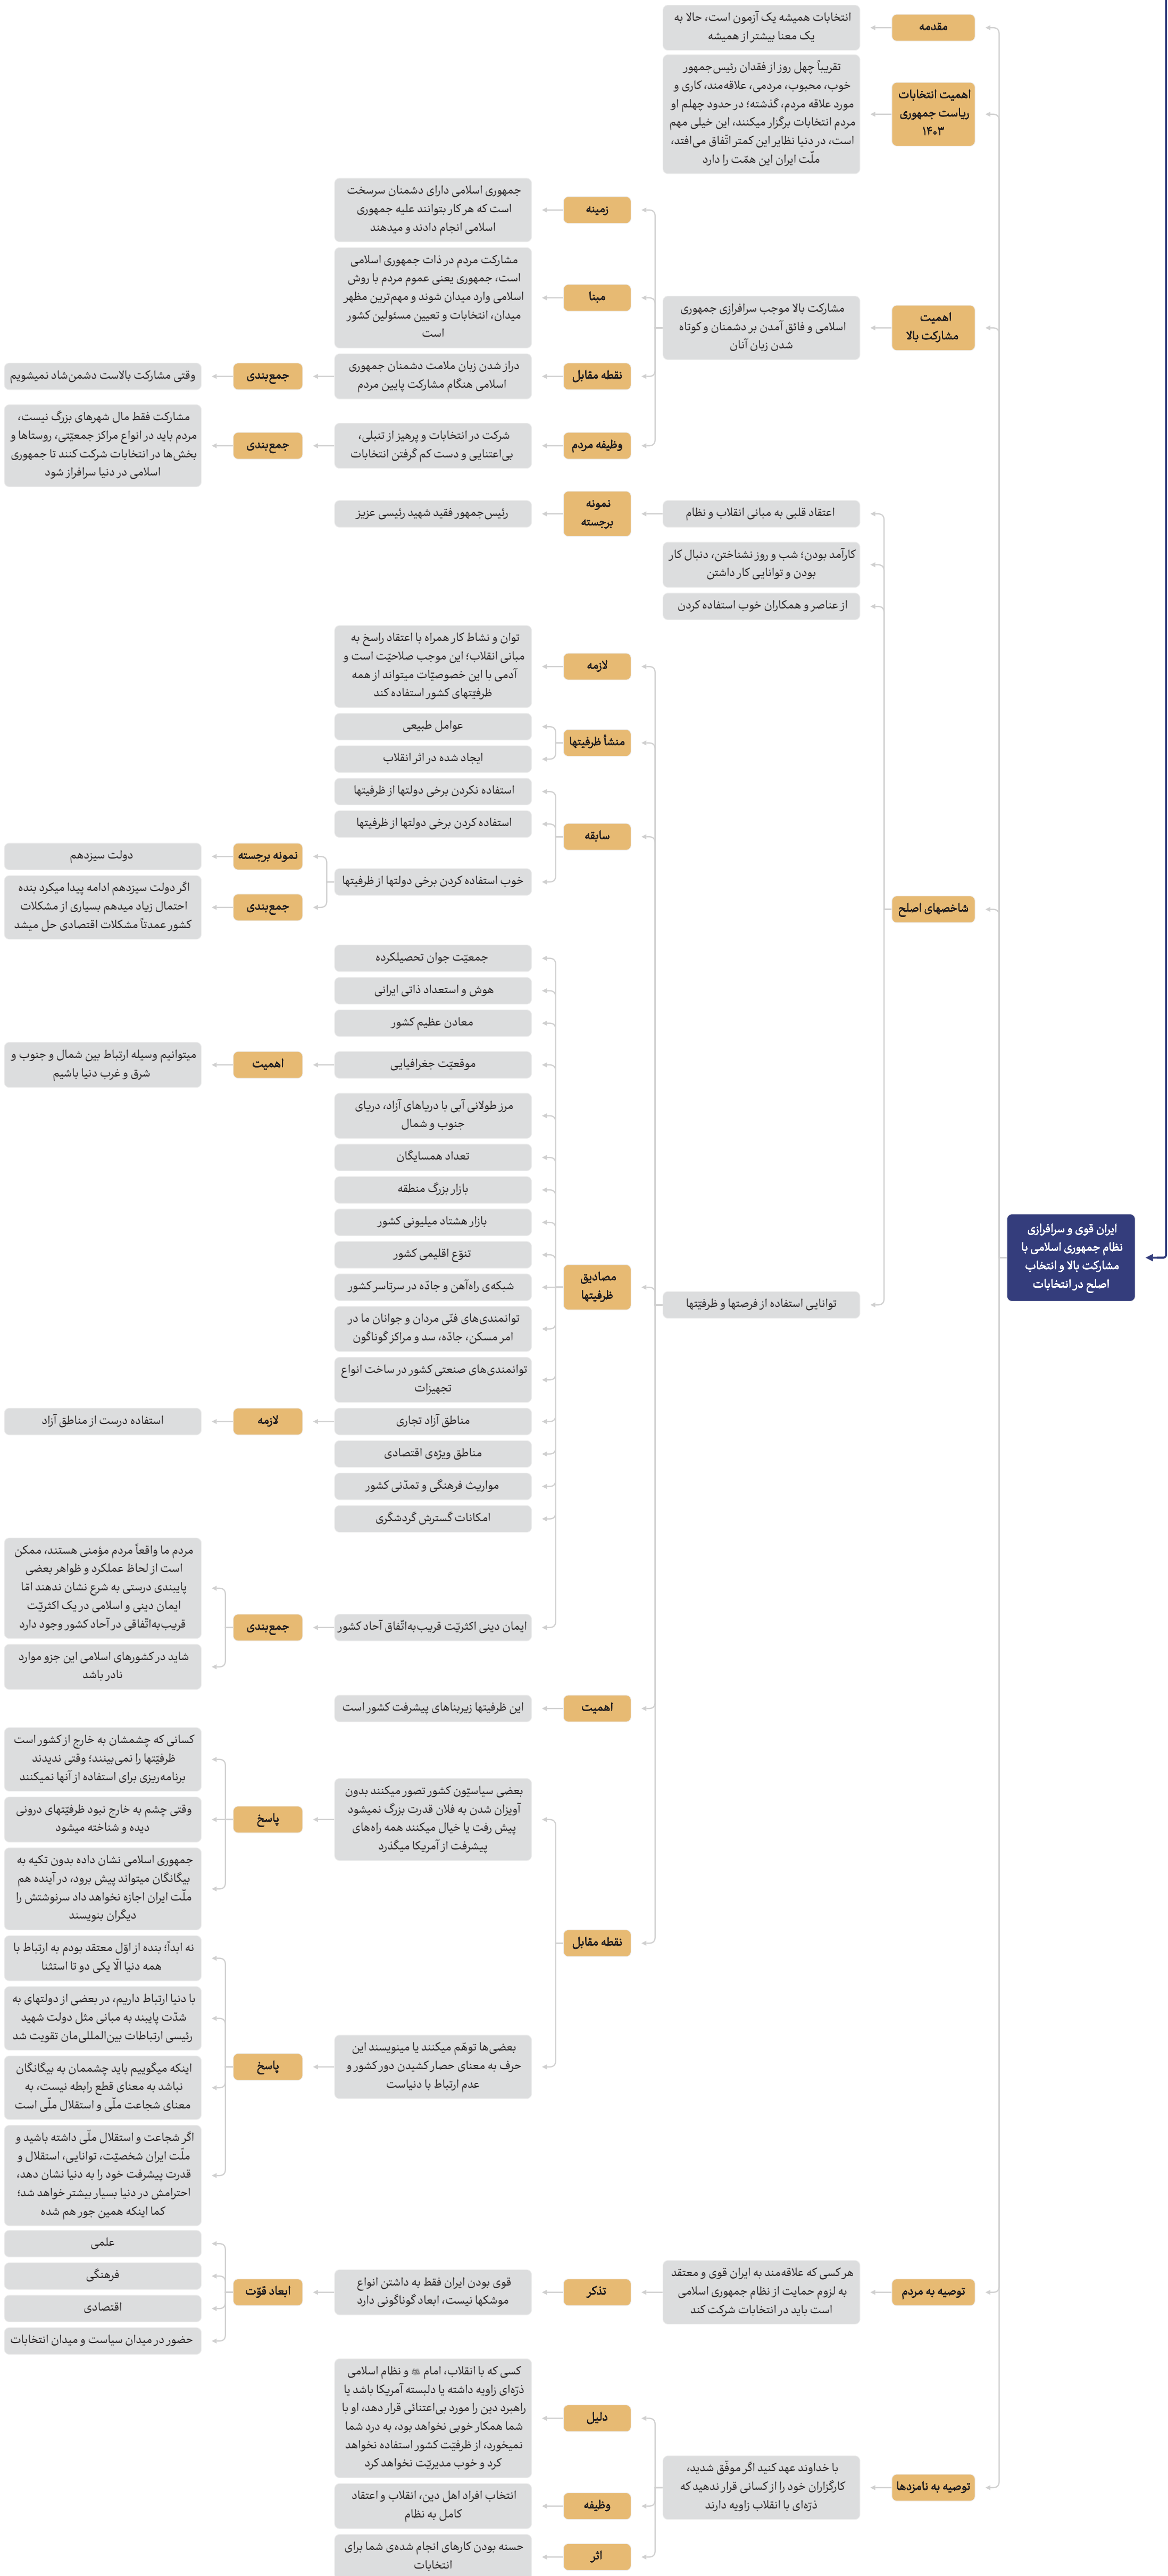 ایران قوی و سرافرازی
نظام جمهوری اسلامی با
مشارکت بالا و انتخاب
اصلح در انتخابات
مقدمه
انتخابات همیشه یک آزمون است، حالا به
یک معنا بیشتر از همیشه
اهمیت انتخابات
ریاست جمهوری
۱۴۰۳
تقریباً چهل روز از فقدان رئیس‌جمهور
خوب، محبوب، مردمی، علاقه‌مند، کاری و
مورد علاقه مردم، گذشته؛ در حدود چهلم او
مردم انتخابات برگزار میکنند، این خیلی مهم
است، در دنیا نظایر این کمتر اتّفاق می‌افتد،
ملّت ایران این همّت را دارد
اهمیت
مشارکت بالا
مشارکت بالا موجب سرافرازی جمهوری
اسلامی و فائق آمدن بر دشمنان و کوتاه
شدن زبان آنان
زمینه
جمهوری اسلامی دارای دشمنان سرسخت
است که هر کار بتوانند علیه جمهوری
اسلامی انجام دادند و میدهند
مبنا
مشارکت مردم در ذات جمهوری اسلامی
است، جمهوری یعنی عموم مردم با روش
اسلامی وارد میدان شوند و مهم‌ترین مظهر
میدان، انتخابات و تعیین مسئولین کشور
است
نقطه مقابل
دراز شدن زبان ملامت دشمنان جمهوری
اسلامی هنگام مشارکت پایین مردم
جمع‌بندی
وقتی مشارکت بالاست دشمن‌شاد نمیشویم
وظیفه مردم
شرکت در انتخابات و پرهیز از تنبلی،
بی‌اعتنایی و دست کم گرفتن انتخابات
جمع‌بندی
مشارکت فقط مال شهرهای بزرگ نیست،
مردم باید در انواع مراکز جمعیّتی، روستاها و
بخش‌ها در انتخابات شرکت کنند تا جمهوری
اسلامی در دنیا سرافراز شود
شاخصهای اصلح
اعتقاد قلبی به مبانی انقلاب و نظام
نمونه
برجسته
رئیس‌جمهور فقید شهید رئیسی عزیز
کارآمد بودن؛ شب و روز نشناختن، دنبال کار
بودن و توانایی کار داشتن
از عناصر و همکاران خوب استفاده کردن
توانایی استفاده از فرصتها و ظرفیّتها
لازمه
توان و نشاط کار همراه با اعتقاد راسخ به
مبانی انقلاب؛ این موجب صلاحیّت است و
آدمی با این خصوصیّات میتواند از همه
ظرفیّتهای کشور استفاده کند
منشأ ظرفیتها
عوامل طبیعی
ایجاد شده در اثر انقلاب
سابقه
استفاده نکردن برخی دولتها از ظرفیتها
استفاده کردن برخی دولتها از ظرفیتها
خوب استفاده کردن برخی دولتها از ظرفیتها
نمونه برجسته
دولت سیزدهم
جمع‌بندی
اگر دولت سیزدهم ادامه پیدا میکرد بنده
احتمال زیاد میدهم بسیاری از مشکلات
کشور عمدتاً مشکلات اقتصادی حل میشد
مصادیق
ظرفیتها
جمعیّت جوان تحصیلکرده
هوش و استعداد ذاتی ایرانی
معادن عظیم کشور
موقعیّت جغرافیایی
اهمیت
میتوانیم وسیله ارتباط بین شمال و جنوب و
شرق و غرب دنیا باشیم
مرز طولانی آبی با دریاهای آزاد، دریای
جنوب و شمال
تعداد همسایگان
بازار بزرگ منطقه
بازار هشتاد میلیونی کشور
تنوّع اقلیمی کشور
شبکه‌ی راه‌آهن و جادّه در سرتاسر کشور
توانمندی‌های فنّی مردان و جوانان ما در
امر مسکن، جادّه، سد و مراکز گوناگون
توانمندی‌های صنعتی کشور در ساخت انواع
تجهیزات
مناطق آزاد تجاری
لازمه
استفاده درست از مناطق آزاد
مناطق ویژه‌ی اقتصادی
مواریث فرهنگی و تمدّنی کشور
امکانات گسترش گردشگری
ایمان دینی اکثریّت قریب‌به‌اتّفاق آحاد کشور
جمع‌بندی
مردم ما واقعاً مردم مؤمنی هستند، ممکن
است از لحاظ عملکرد و ظواهر بعضی
پایبندی درستی به شرع نشان ندهند امّا
ایمان دینی و اسلامی در یک اکثریّت
قریب‌به‌اتّفاقی در آحاد کشور وجود دارد
شاید در کشورهای اسلامی این جزو موارد
نادر باشد
اهمیت
این ظرفیتها زیربناهای پیشرفت کشور است
نقطه مقابل
بعضی سیاسیّون کشور تصور میکنند بدون
آویزان شدن به فلان قدرت بزرگ نمیشود
پیش رفت یا خیال میکنند همه راه‌های
پیشرفت از آمریکا میگذرد
پاسخ
کسانی که چشمشان به خارج از کشور است
ظرفیّتها را نمی‌بینند؛ وقتی ندیدند
برنامه‌ریزی برای استفاده از آنها نمیکنند
وقتی چشم به خارج نبود ظرفیّتهای درونی
دیده و شناخته میشود
جمهوری اسلامی نشان داده بدون تکیه به
بیگانگان میتواند پیش برود، در آینده هم
ملّت ایران اجازه نخواهد داد سرنوشتش را
دیگران بنویسند
بعضی‌ها توهّم میکنند یا مینویسند این
حرف به معنای حصار کشیدن دور کشور و
عدم ارتباط با دنیاست
پاسخ
نه ابداً؛ بنده از اوّل معتقد بودم به ارتباط با
همه دنیا الّا یکی دو تا استثنا
با دنیا ارتباط داریم، در بعضی از دولتهای به
شدّت پایبند به مبانی مثل دولت شهید
رئیسی ارتباطات بین‌المللی‌مان تقویت شد
اینکه میگوییم باید چشممان به بیگانگان
نباشد به معنای قطع رابطه نیست، به
معنای شجاعت ملّی و استقلال ملّی است
اگر شجاعت و استقلال ملّی داشته باشید و
ملّت ایران شخصیّت، توانایی، استقلال و
قدرت پیشرفت خود را به دنیا نشان دهد،
احترامش در دنیا بسیار بیشتر خواهد شد؛
کما اینکه همین جور هم شده
توصیه به مردم
هر کسی که علاقه‌مند به ایران قوی و معتقد
به لزوم حمایت از نظام جمهوری اسلامی
است باید در انتخابات شرکت کند
تذکر
قوی بودن ایران فقط به داشتن انواع
موشکها نیست، ابعاد گوناگونی دارد
ابعاد قوّت
علمی
فرهنگی
اقتصادی
حضور در میدان سیاست و میدان انتخابات
توصیه به نامزدها
با خداوند عهد کنید اگر موفّق شدید،
کارگزاران خود را از کسانی قرار ندهید که
ذرّه‌ای با انقلاب زاویه دارند
دلیل
کسی که با انقلاب، امام و نظام اسلامی
ذرّه‌ای زاویه داشته یا دلبسته آمریکا باشد یا
راهبرد دین را مورد بی‌اعتنائی قرار دهد، او با
شما همکار خوبی نخواهد بود، به درد شما
نمیخورد، از ظرفیّت کشور استفاده نخواهد
کرد و خوب مدیریّت نخواهد کرد
وظیفه
انتخاب افراد اهل دین، انقلاب و اعتقاد
کامل به نظام
اثر
حسنه بودن کارهای انجام شده‌ی شما برای
انتخابات